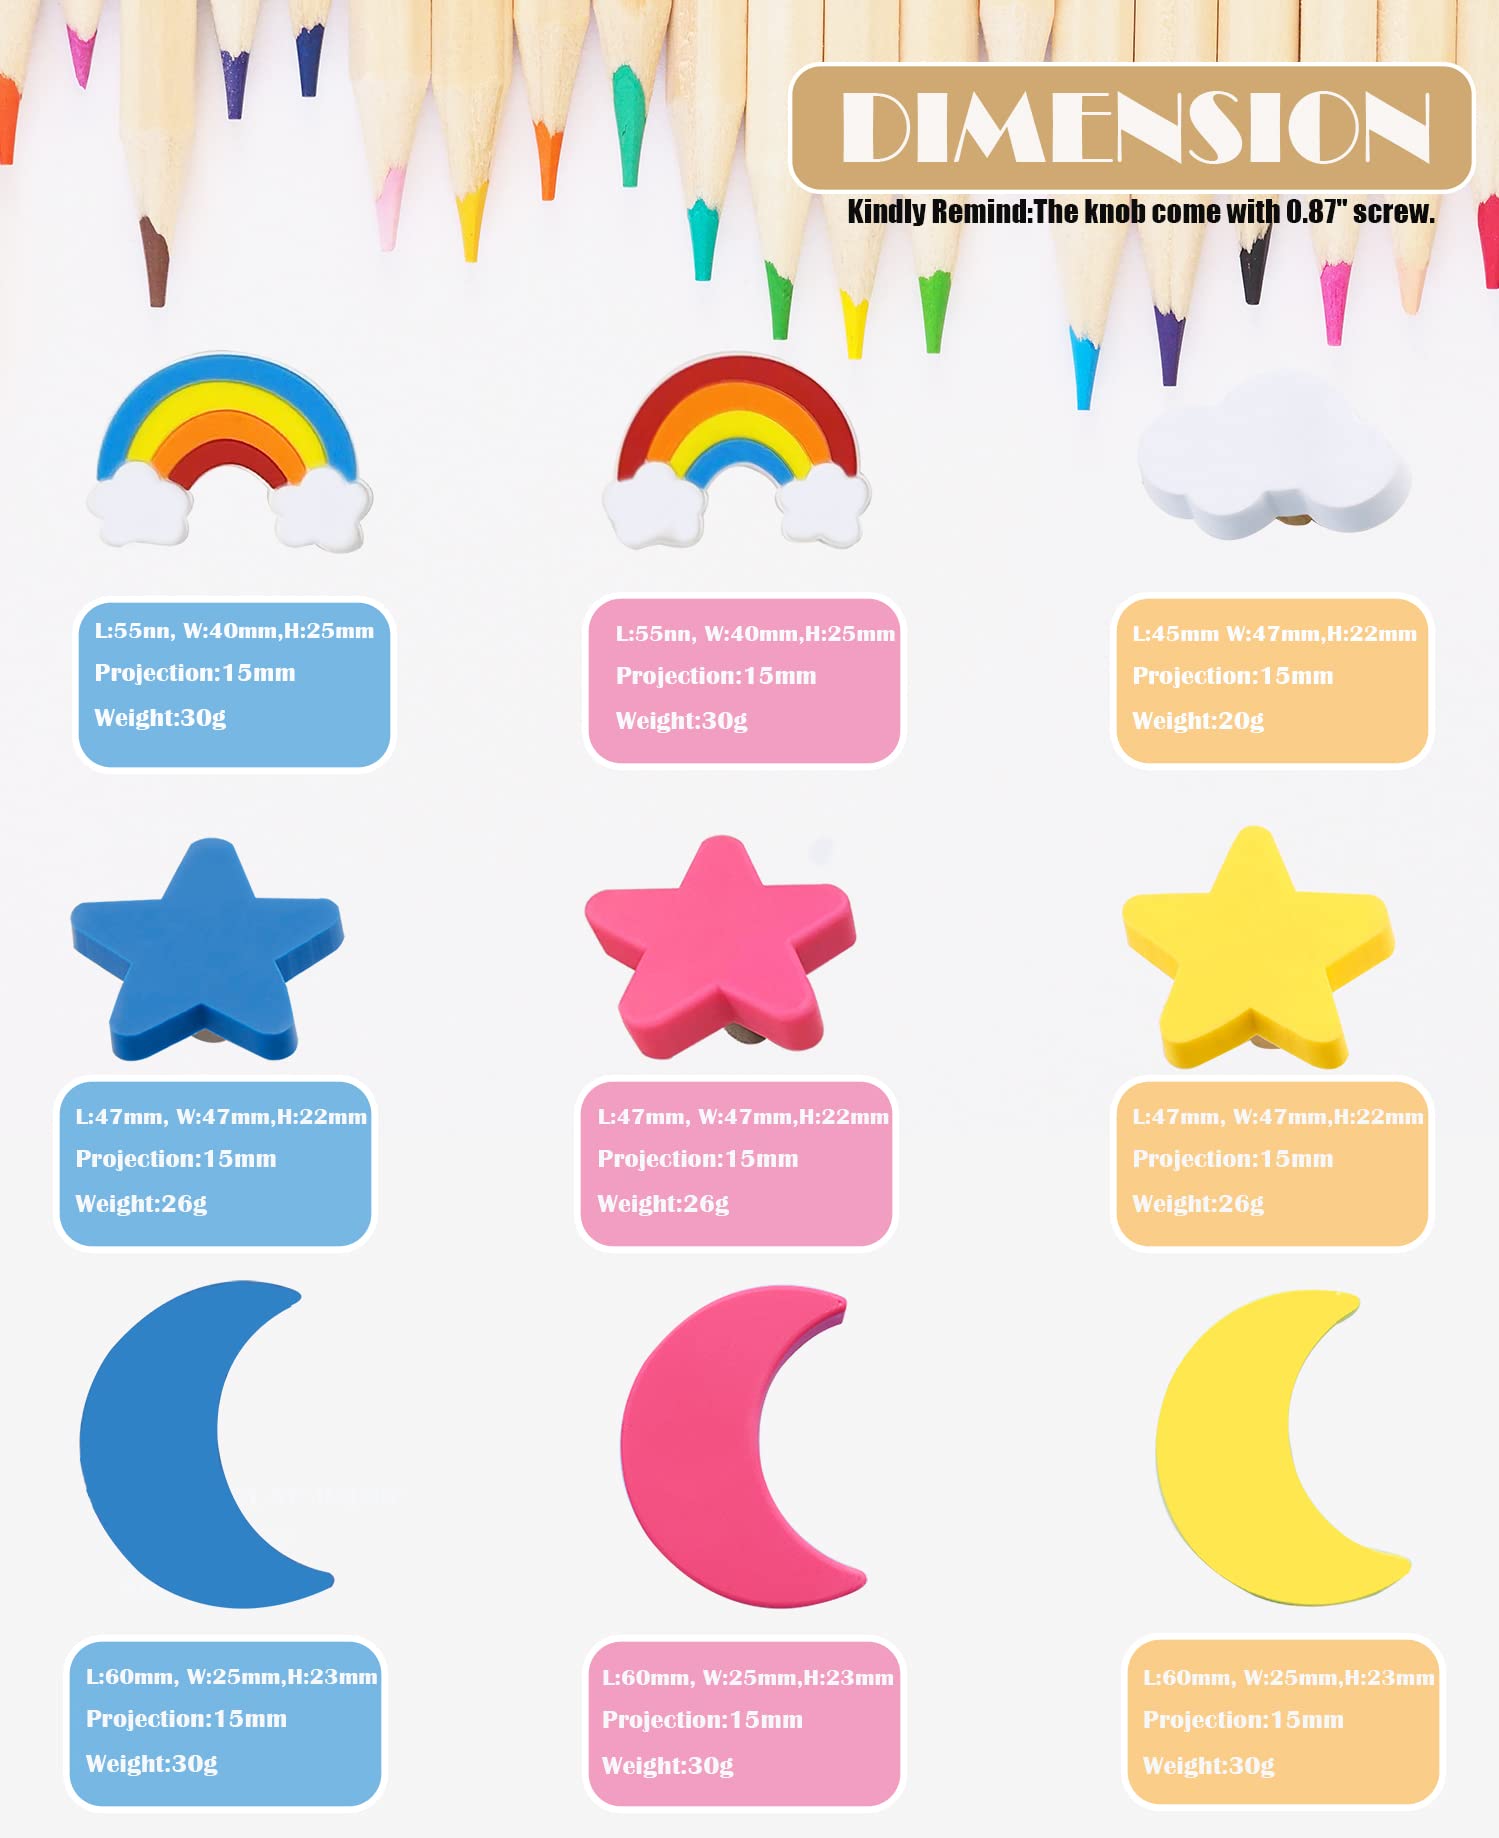 DIMENSION
Kindly Remind:The knob come with 0.87" screw.
L:55nn, W:40mm,H:25mm
Projection:15mm
Weight:30g
L:55nn, W:40mm,H:25mm
Projection:15mm
Weight:30g
L:45mm W:47mm,H:22mm
Projection:15mm
Weight:20g
L:47mm, W:47mm,H:22mm
Projection:15mm
Weight:26g
L:47mm, W:47mm,H:22mm
Projection:15mm
Weight:26g
L:47mm, W:47mm,H:22mm
Projection:15mm
Weight:26g
L:60mm, W:25mm,H:23mm
Projection:15mm
Weight:30g
L:60mm, W:25mm,H:23mm
Projection:15mm
Weight:30g
L:60mm, W:25mm,H:23mm
Projection:15mm
Weight:30g